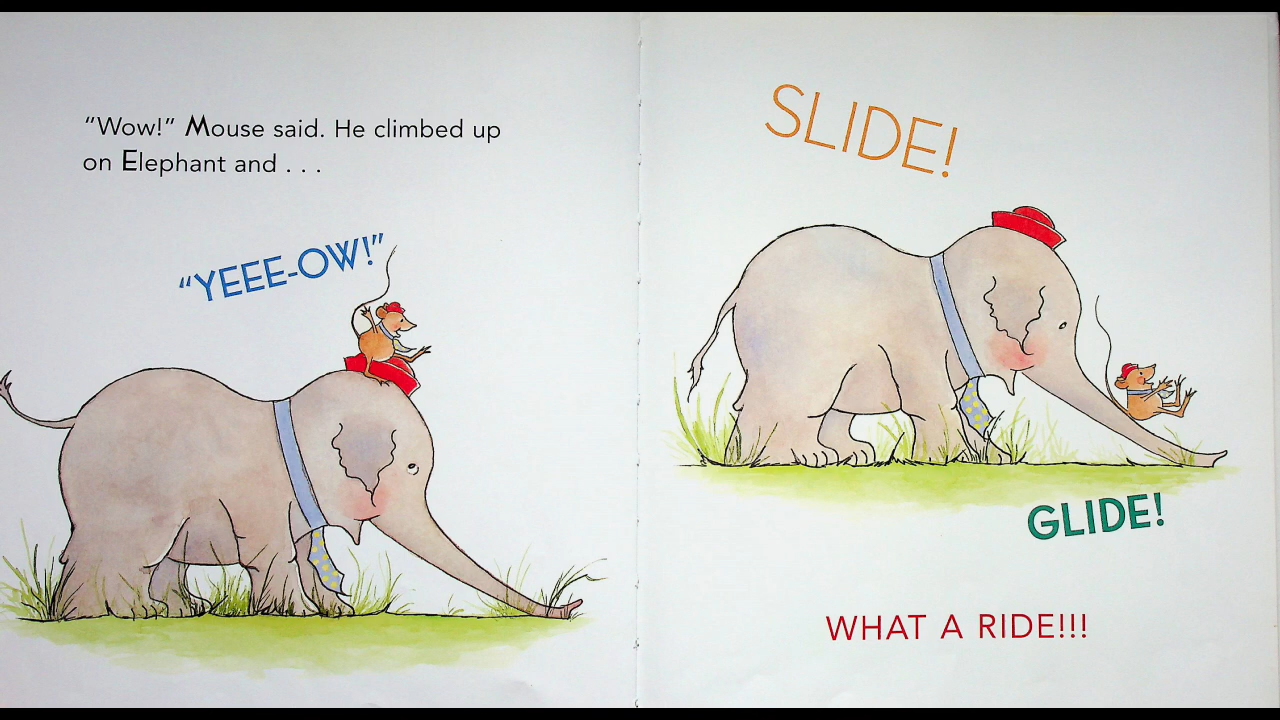 “Wow!” Mouse said. He climbed up
on Elephant and . . .
“YEEE-OW!”
SLIDE!
GLIDE!
WHAT A RIDE!!!